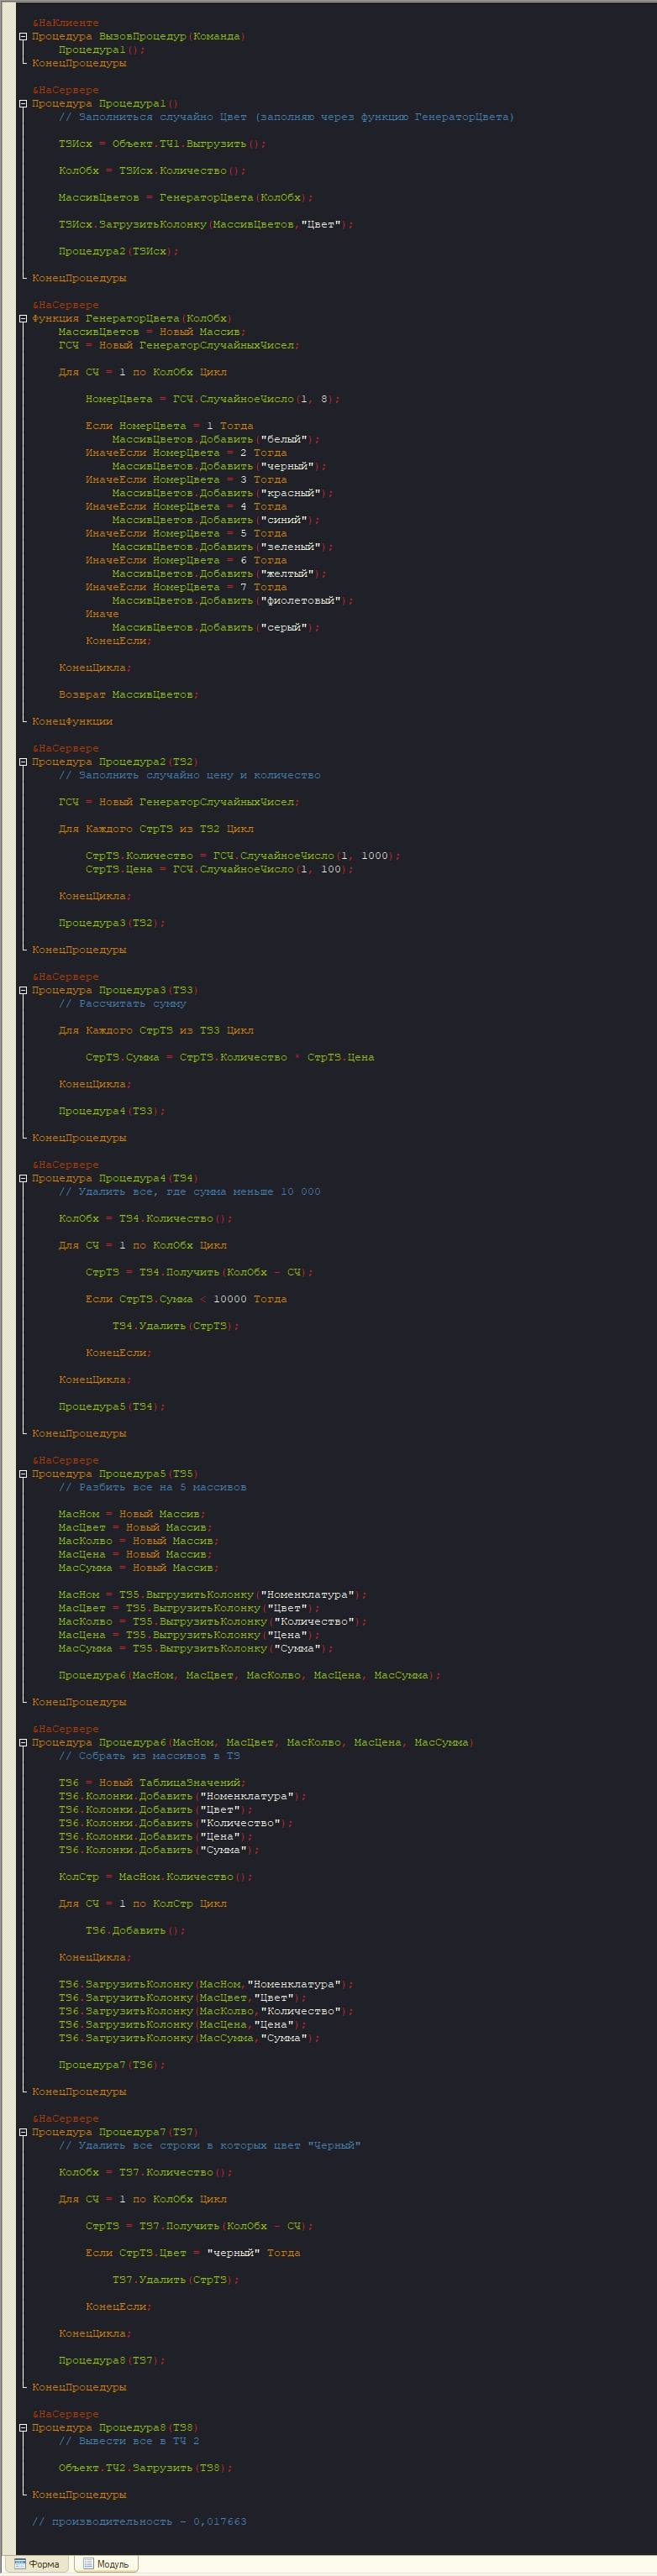 &НаКлиенте
Процедура ВызовПроцедур(Команда)
Процедура1();
КонецПроцедуры
&НаСервере
Процедура Процедура1()
// Заполниться случайно Цвет (заполняю через функцию ГенераторЦвета)
ТЗИсх = Объект.ТЧ1.Выгрузить();
КолОбх = ТЗИсх.Количество();
МассивЦветов = ГенераторЦвета(КолОбх);
ТЗИсх.ЗагрузитьКолонку(МассивЦветов,"Цвет");
Процедура2(ТЗИсх);
КонецПроцедуры
&НаСервере
Функция ГенераторЦвета(КолОбх)
МассивЦветов = Новый Массив;
ГСЧ = Новый ГенераторСлучайныхЧисел;
Для СЧ = 1 по КолОбх Цикл
НомерЦвета = ГСЧ.СлучайноеЧисло(1, 8);
Если НомерЦвета = 1 Тогда
МассивЦветов.Добавить("белый");
ИначеЕсли НомерЦвета = 2 Тогда
МассивЦветов.Добавить("черный");
ИначеЕсли НомерЦвета = 3 Тогда
МассивЦветов.Добавить("красный");
ИначеЕсли НомерЦвета = 4 Тогда
МассивЦветов.Добавить("синий");
ИначеЕсли НомерЦвета = 5 Тогда
МассивЦветов.Добавить("зеленый");
ИначеЕсли НомерЦвета = 6 Тогда
МассивЦветов.Добавить("желтый");
ИначеЕсли НомерЦвета = 7 Тогда
МассивЦветов.Добавить("фиолетовый");
Иначе
МассивЦветов.Добавить("серый");
КонецЕсли;
КонецЦикла;
Возврат МассивЦветов;
КонецФункции
&НаСервере
Процедура Процедура2(ТЗ2)
// Заполнить случайно цену и количество
ГСЧ = Новый ГенераторСлучайныхЧисел;
Для Каждого СтрТЗ из ТЗ2 Цикл
СтрТЗ.Количество = ГСЧ.СлучайноеЧисло(1, 1000);
СтрТЗ.Цена = ГСЧ.СлучайноеЧисло(1, 100);
КонецЦикла;
Процедура3(ТЗ2);
КонецПроцедуры
&НаСервере
Процедура Процедура3(ТЗ3)
// Рассчитать сумму
Для Каждого СтрТЗ из ТЗ3 Цикл
СтрТЗ.Сумма = СтрТЗ.Количество * СтрТЗ.Цена
КонецЦикла;
Процедура4(ТЗ3);
КонецПроцедуры
&НаСервере
Процедура Процедура4(ТЗ4)
// Удалить все, где сумма меньше 10 000
КолОбх = ТЗ4.Количество();
Для СЧ = 1 по КолОбх Цикл
СтрТЗ = ТЗ4.Получить(КолОбх - СЧ);
Если СтрТЗ.Сумма < 10000 Тогда
ТЗ4.Удалить(СтрТЗ);
КонецЕсли;
КонецЦикла;
Процедура5(ТЗ4);
КонецПроцедуры
&НаСервере
Процедура Процедура5(ТЗ5)
// Разбить все на 5 массивов
МасНом = Новый Массив;
МасЦвет = Новый Массив;
МасКолво = Новый Массив;
МасЦена = Новый Массив;
МасСумма = Новый Массив;
МасНом = ТЗ5.ВыгрузитьКолонку("Номенклатура");
МасЦвет = ТЗ5.ВыгрузитьКолонку("Цвет");
МасКолво = ТЗ5.ВыгрузитьКолонку("Количество");
МасЦена = ТЗ5.ВыгрузитьКолонку("Цена");
МасСумма = ТЗ5.ВыгрузитьКолонку("Сумма");
Процедура6(МасНом, МасЦвет, МасКолво, МасЦена, МасСумма);
КонецПроцедуры
&НаСервере
Процедура Процедура6(МасНом, МасЦвет, МасКолво, МасЦена, МасСумма)
// Собрать из массивов в ТЗ
ТЗ6 = Новый ТаблицаЗначений;
ТЗ6.Колонки.Добавить("Номенклатура");
ТЗ6.Колонки.Добавить("Цвет");
ТЗ6.Колонки.Добавить("Количество");
ТЗ6.Колонки.Добавить("Цена");
ТЗ6.Колонки.Добавить("Сумма");
КолСтр = МасНом.Количество();
Для СЧ = 1 по КолСтр Цикл
ТЗ6.Добавить();
КонецЦикла;
ТЗ6.ЗагрузитьКолонку(МасНом,"Номенклатура");
ТЗ6.ЗагрузитьКолонку(МасЦвет,"Цвет");
ТЗ6.ЗагрузитьКолонку(МасКолво,"Количество");
ТЗ6.ЗагрузитьКолонку(МасЦена,"Цена");
ТЗ6.ЗагрузитьКолонку(МасСумма,"Сумма");
Процедура7(ТЗ6);
КонецПроцедуры
&НаСервере
Процедура Процедура7(ТЗ7)
// Удалить все строки в которых цвет "Черный"
КолОбх = ТЗ7.Количество();
Для СЧ = 1 по КолОбх Цикл
СтрТЗ = ТЗ7.Получить(КолОбх - СЧ);
Если СтрТЗ.Цвет = "черный" Тогда
ТЗ7.Удалить(СтрТЗ);
КонецЕсли;
КонецЦикла;
Процедура8(ТЗ7);
КонецПроцедуры
&НаСервере
Процедура Процедура8(ТЗ8)
// Вывести все в ТЧ 2
Объект.ТЧ2.Загрузить(ТЗ8);
КонецПроцедуры
// производительность - 0,017663
Форма Модуль